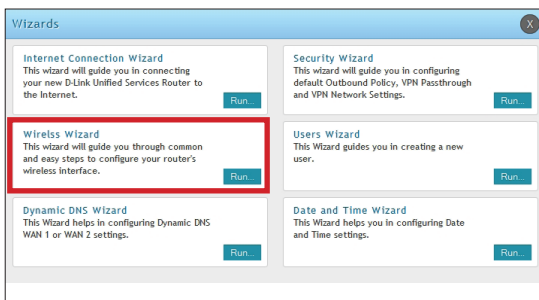 Wizards
X
Internet Connection Wizard
This wizard will guide you in connecting
your new D-Link Unified Services Router to
the Internet.
Run...
Security Wizard
This wizard will guide you in configuring
default Outbound Policy, VPN Passthrough
and VPN Network Settings.
Run...
Wirelss Wizard
This wizard will guide you through common
and easy steps to configure your router's
wireless interface.
Run...
Users Wizard
This Wizard guides you in creating a new
user.
Run...
Dynamic DNS Wizard
This Wizard helps in configuring Dynamic DNS
WAN 1 or WAN 2 settings.
Run...
Date and Time Wizard
This Wizard helps you in configuring Date
and Time settings.
Run...